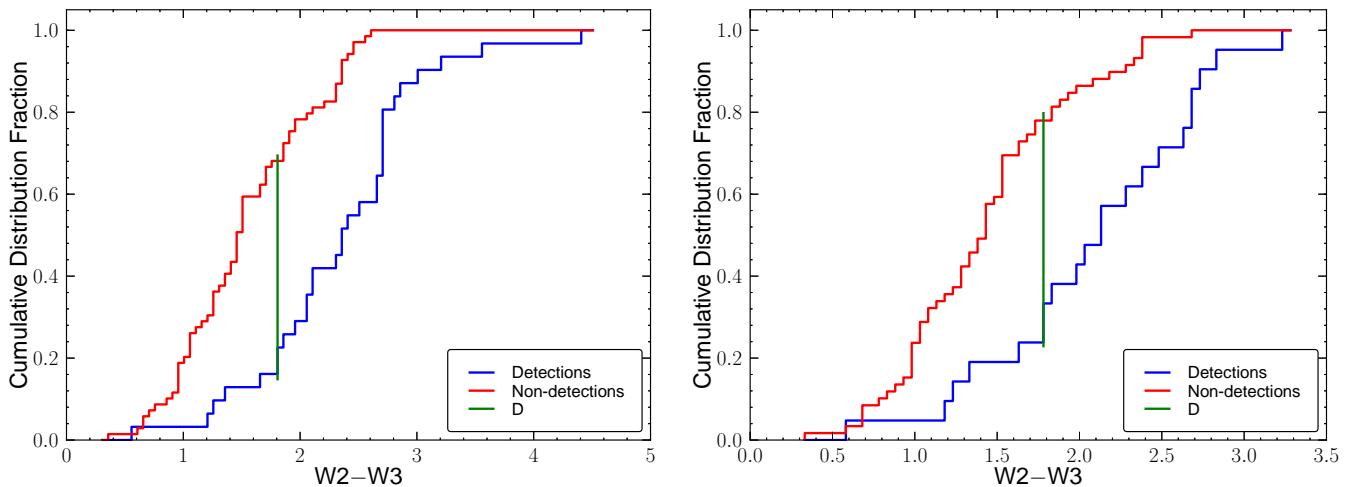 Cumulative Distribution Fraction
1.0
0.8
0.6
0.4
0.2
0.0
0 1 2 3 4 5
W2−W3
Detections
Non-detections
D
Cumulative Distribution Fraction
1.0
0.8
0.6
0.4
0.2
0.0
0.0 0.5 1.0 1.5 2.0 2.5 3.0 3.5
W2−W3
Detections
Non-detections
D